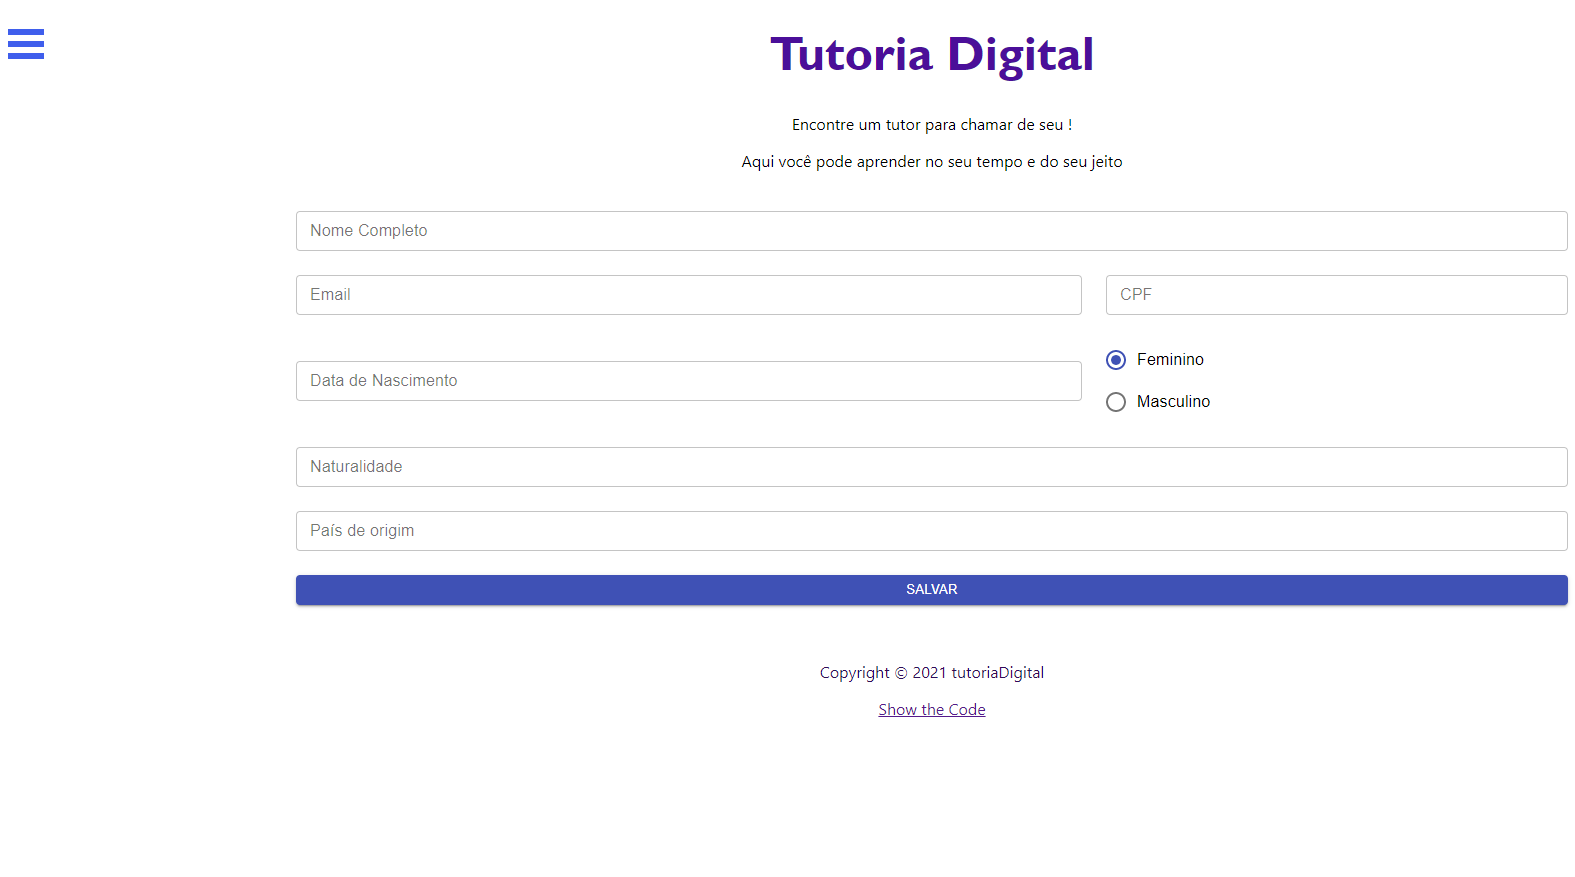 Tutoria Digital
Encontre um tutor para chamar de seu !
Aqui você pode aprender no seu tempo e do seu jeito
Nome Completo
Email
CPF
Feminino
Data de Nascimento
Masculino
Naturalidade
País de origim
SALVAR
Copyright © 2021 tutoriaDigital
Show the Code